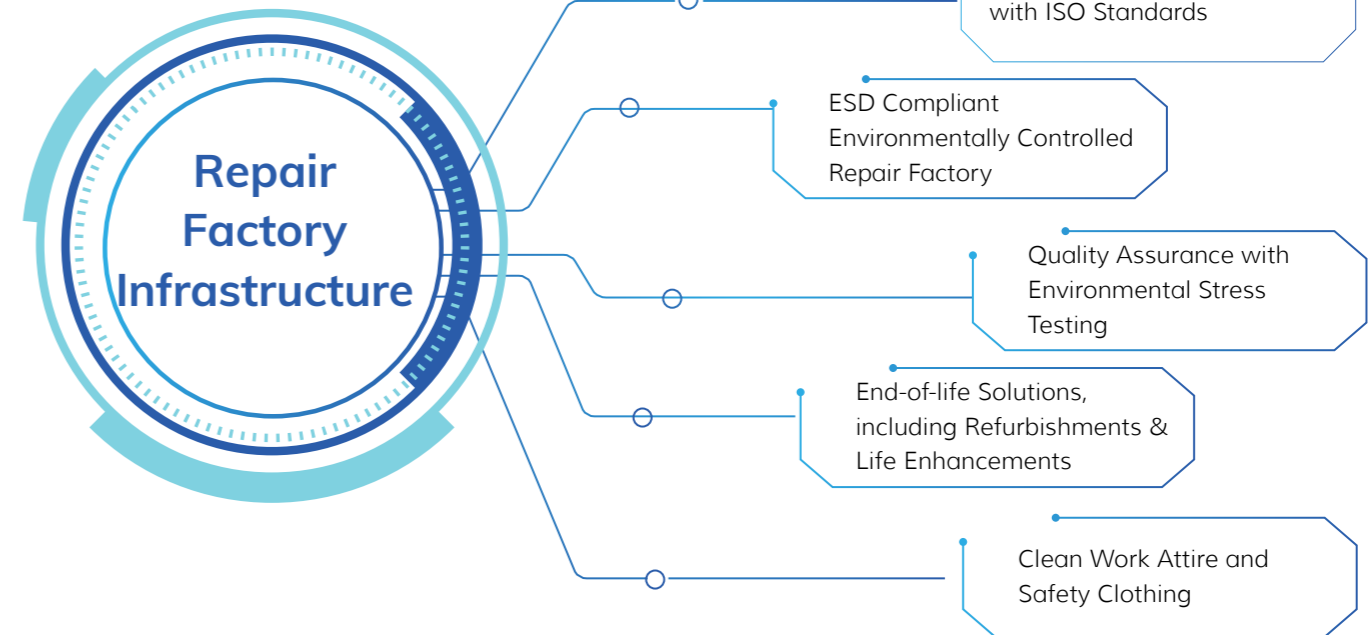 Repair
Factory
Infrastructure
with ISO Standards
ESD Compliant
Environmentally Controlled
Repair Factory
Quality Assurance with
Environmental Stress
Testing
End-of-life Solutions,
including Refurbishments &
Life Enhancements
Clean Work Attire and
Safety Clothing